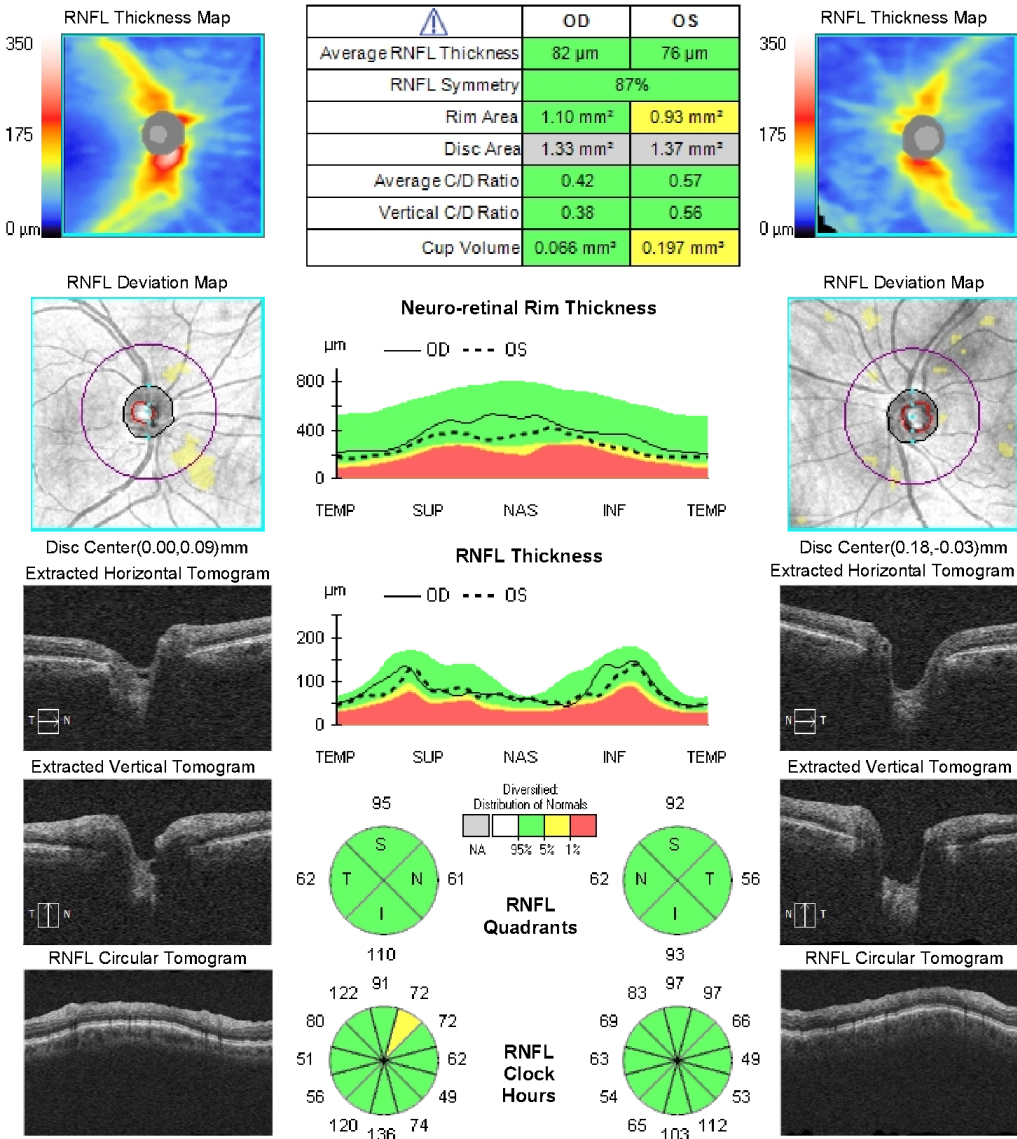 RNFL Thickness Map
350
175
0 µm
OD OS
Average RNFL Thickness 82 µm 76 µm
RNFL Symmetry 87%
Rim Area 1.10 mm² 0.93 mm²
Disc Area 1.33 mm² 1.37 mm²
Average C/D Ratio 0.42 0.57
Vertical C/D Ratio 0.38 0.56
Cup Volume 0.066 mm³ 0.197 mm³
RNFL Thickness Map
350
175
0 µm
RNFL Deviation Map
Disc Center(0.00,0.09)mm
Neuro-retinal Rim Thickness
µm OD OS
800
400
0
TEMP SUP NAS INF TEMP
RNFL Deviation Map
Disc Center(0.18,-0.03)mm
Extracted Horizontal Tomogram
T N
RNFL Thickness
µm OD OS
200
100
0
TEMP SUP NAS INF TEMP
Extracted Horizontal Tomogram
N T
Extracted Vertical Tomogram
T N
95
62 T S N I 61
110
Diversified:
Distribution of Normals
NA 95% 5% 1%
RNFL
Quadrants
92
62 N S T I 56
93
Extracted Vertical Tomogram
N T
RNFL Circular Tomogram
91
122 72
80 72
51 62
56 49
120 74
136
RNFL
Clock
Hours
97
83 97
69 66
63 49
54 53
65 112
103
RNFL Circular Tomogram